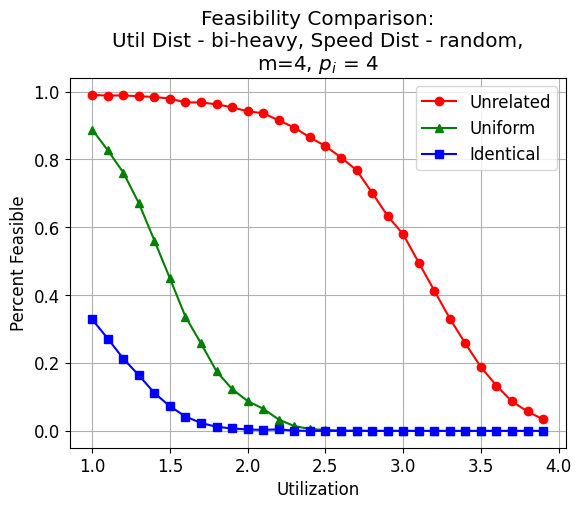 Feasibility Comparison:
Util Dist - bi-heavy, Speed Dist - random,
m=4, p_i = 4
Unrelated
Uniform
Identical
Percent Feasible
1.0
0.8
0.6
0.4
0.2
0.0
1.0 1.5 2.0 2.5 3.0 3.5 4.0
Utilization